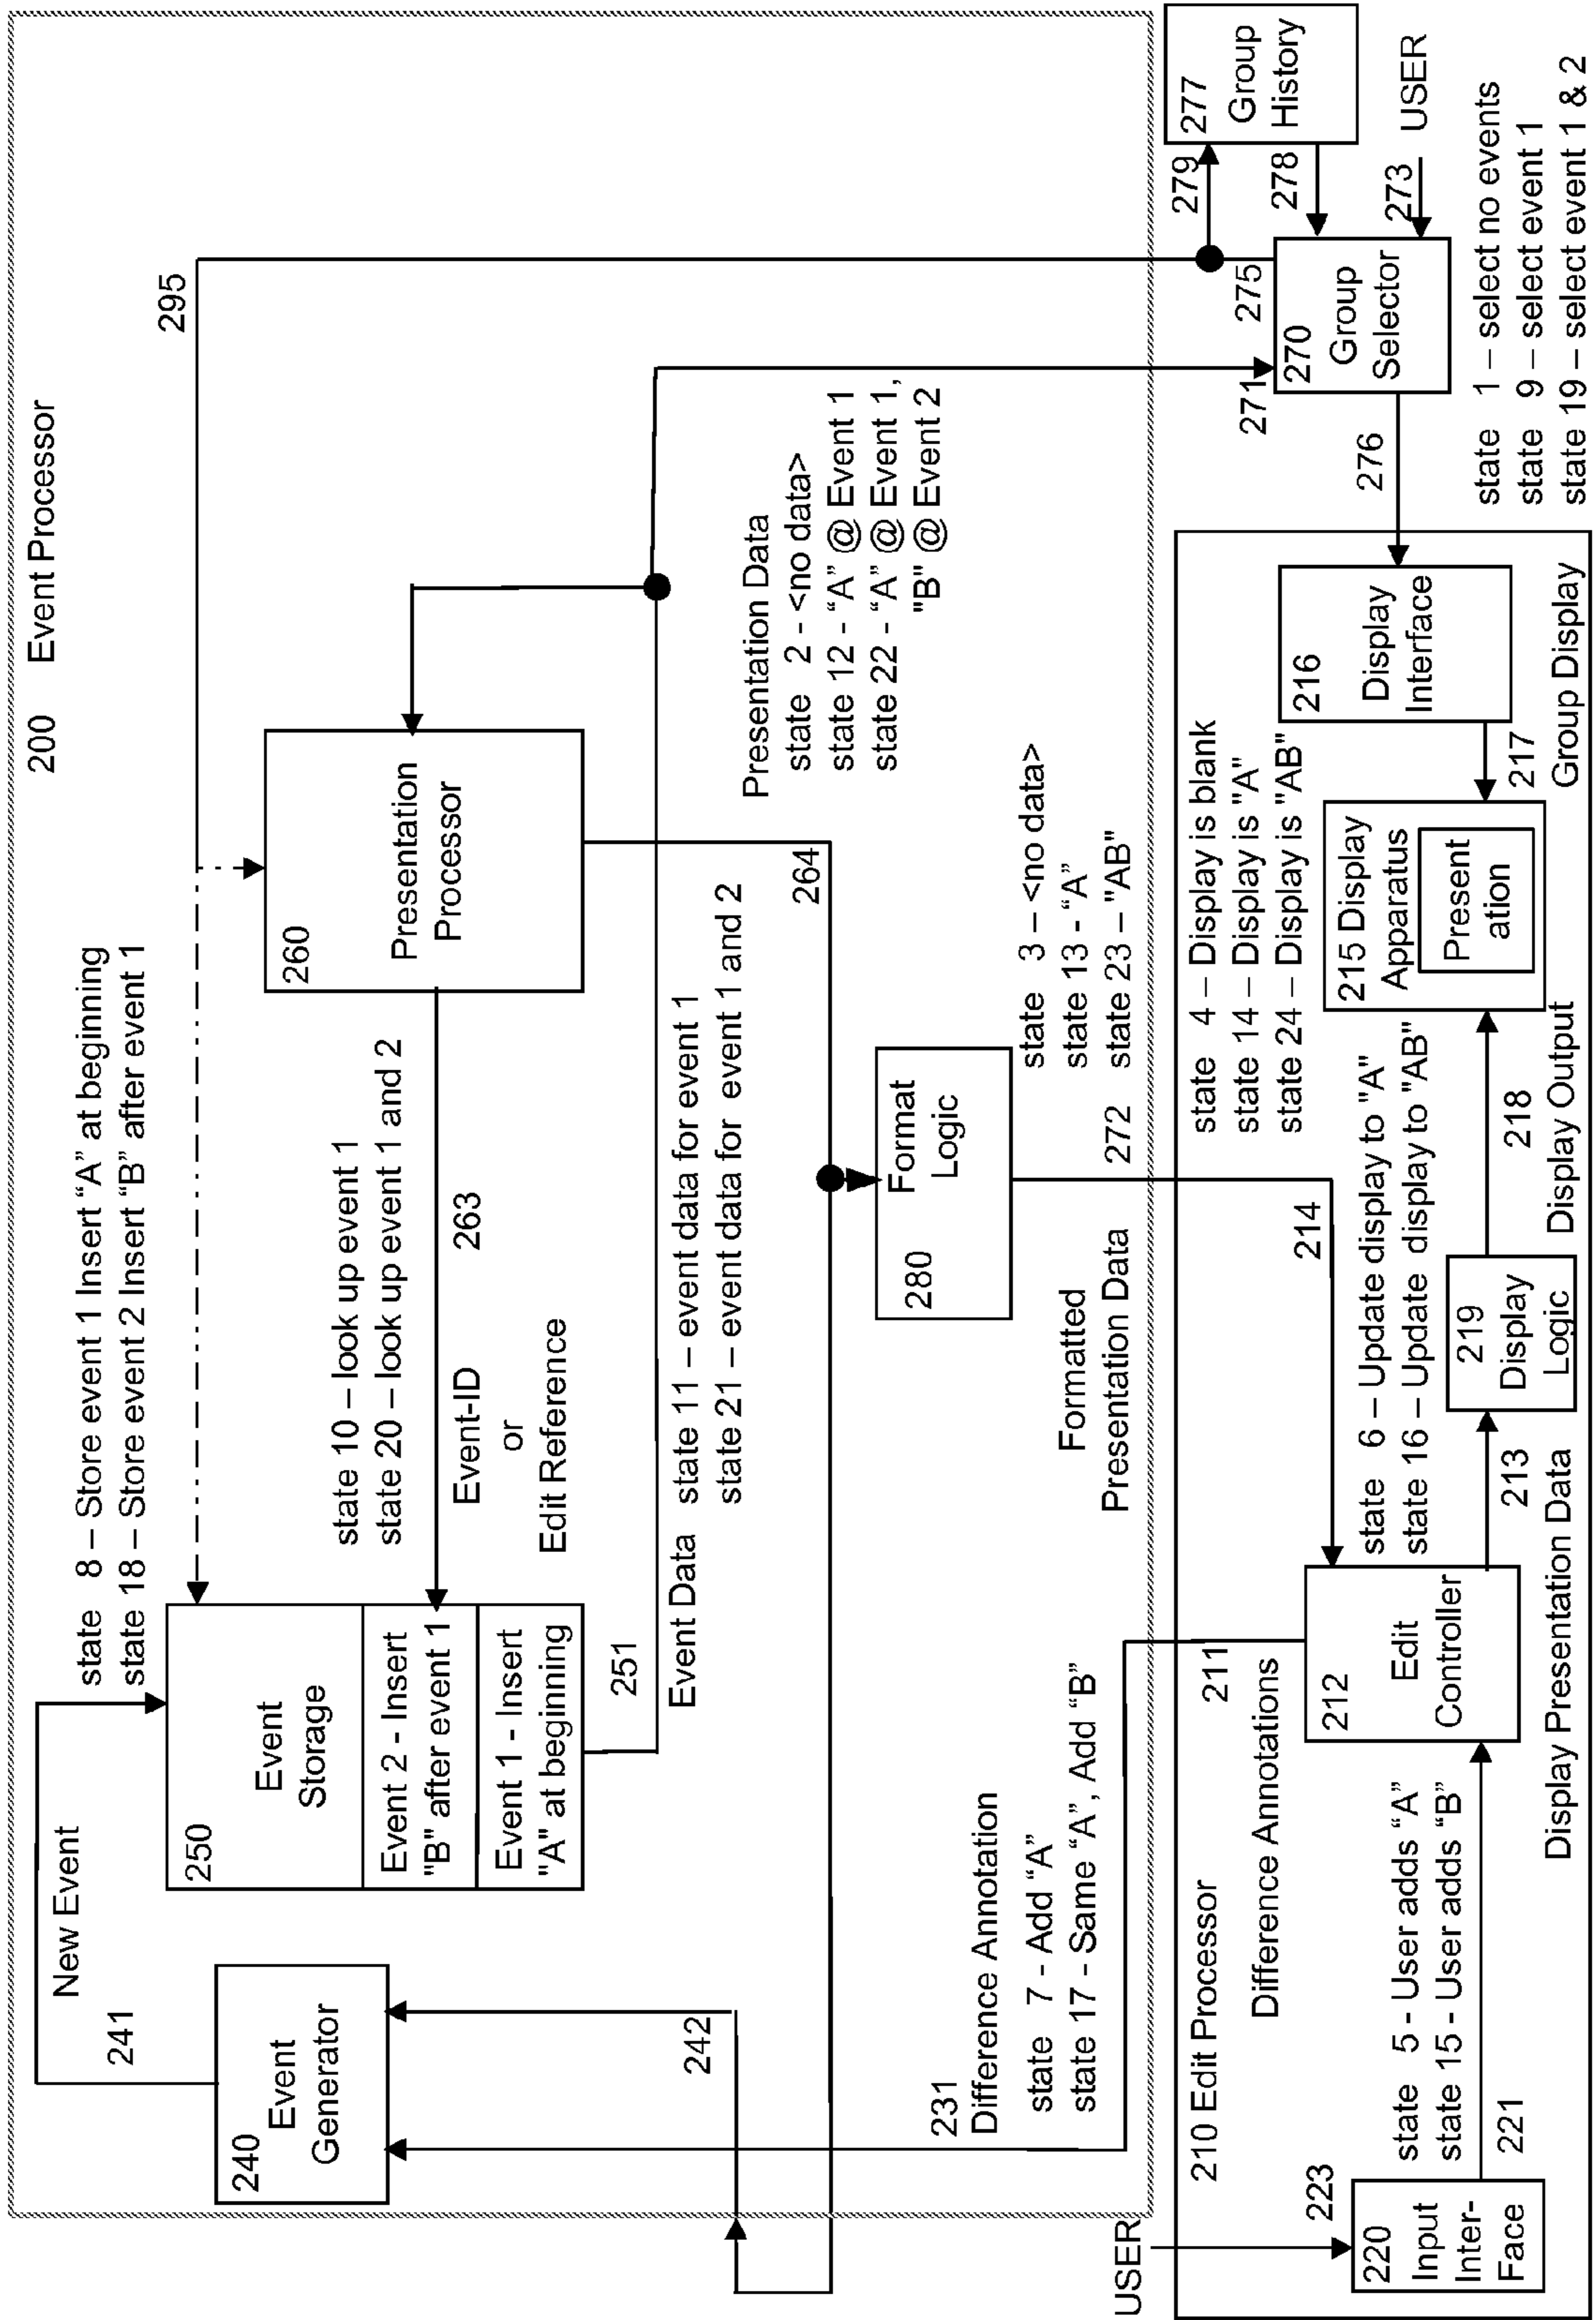 200 Event Processor
New Event
241
state 8 – Store event 1 Insert “A” at beginning
state 18 – Store event 2 Insert “B” after event 1
295
240
Event
Generator
250
Event
Storage
Event 2 - Insert
"B" after event 1
Event 1 - Insert
"A" at beginning
251
state 10 – look up event 1
state 20 – look up event 1 and 2
263
Event-ID
or
Edit Reference
260
Presentation
Processor
Event Data
state 11 – event data for event 1
state 21 – event data for event 1 and 2
242
264
Presentation Data
state 2 - <no data>
state 12 - “A” @ Event 1
state 22 - “A” @ Event 1,
"B" @ Event 2
280
Format
Logic
231
Difference Annotation
state 7 - Add “A”
state 17 - Same “A”, Add “B”
Formatted
Presentation Data
272
state 3 – <no data>
state 13 - “A”
state 23 – "AB"
277
Group
History
279
278
273
USER
271
275
270
Group
Selector
276
state 1 – select no events
state 9 – select event 1
state 19 – select event 1 & 2
USER
223
210 Edit Processor
Difference Annotations
211
214
220
Input
Inter-
Face
state 5 - User adds “A”
state 15 - User adds “B”
221
212
Edit
Controller
Display Presentation Data
213
state 6 – Update display to "A"
state 16 – Update display to "AB"
219
Display
Logic
218
Display Output
state 4 – Display is blank
state 14 – Display is "A"
state 24 – Display is "AB"
215 Display
Apparatus
Present
ation
217
216
Display
Interface
Group Display